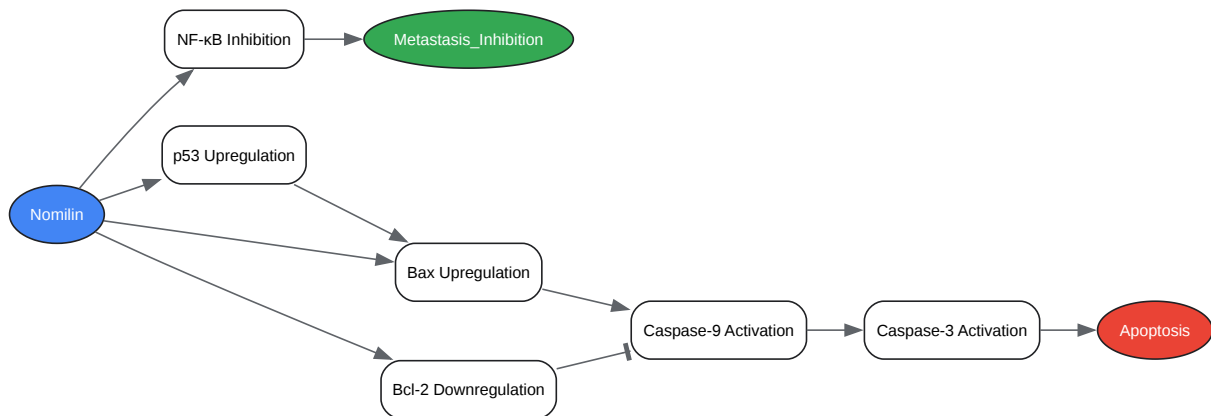 NF-κB Inhibition
Metastasis_Inhibition
p53 Upregulation
Nomilin
Bax Upregulation
Caspase-9 Activation
Caspase-3 Activation
Apoptosis
Bcl-2 Downregulation